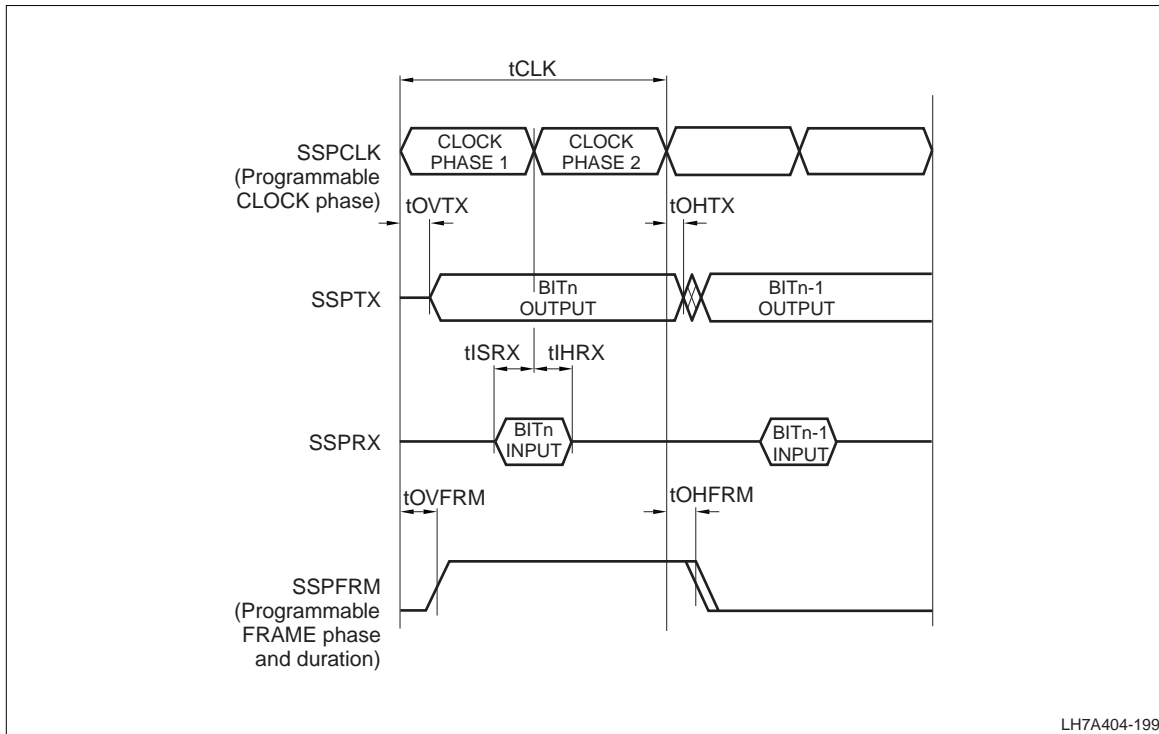 tCLK
SSPCLK
(Programmable
CLOCK phase)
CLOCK
PHASE 1
CLOCK
PHASE 2
tOVTX
tOHTX
SSPTX
BITn
OUTPUT
BITn-1
OUTPUT
tISRX
tIHRX
SSPRX
BITn
INPUT
BITn-1
INPUT
tOVFRM
tOHFRM
SSPFRM
(Programmable
FRAME phase
and duration)
LH7A404-199